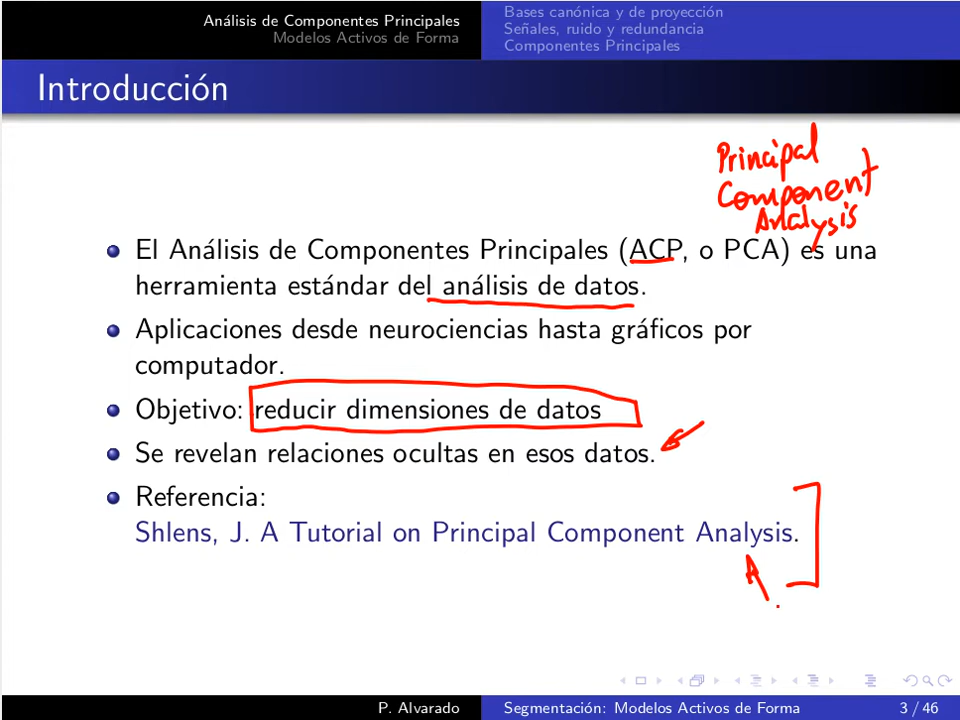 Análisis de Componentes Principales
Modelos Activos de Forma
Bases canónica y de proyección
Señales, ruido y redundancia
Componentes Principales
Introducción
Principal
Component
Analysis
El Análisis de Componentes Principales (ACP, o PCA) es una
herramienta estándar del análisis de datos.
Aplicaciones desde neurociencias hasta gráficos por
computador.
Objetivo: reducir dimensiones de datos
Se revelan relaciones ocultas en esos datos.
Referencia:
Shlens, J. A Tutorial on Principal Component Analysis.
P. Alvarado
Segmentación: Modelos Activos de Forma
3 / 46